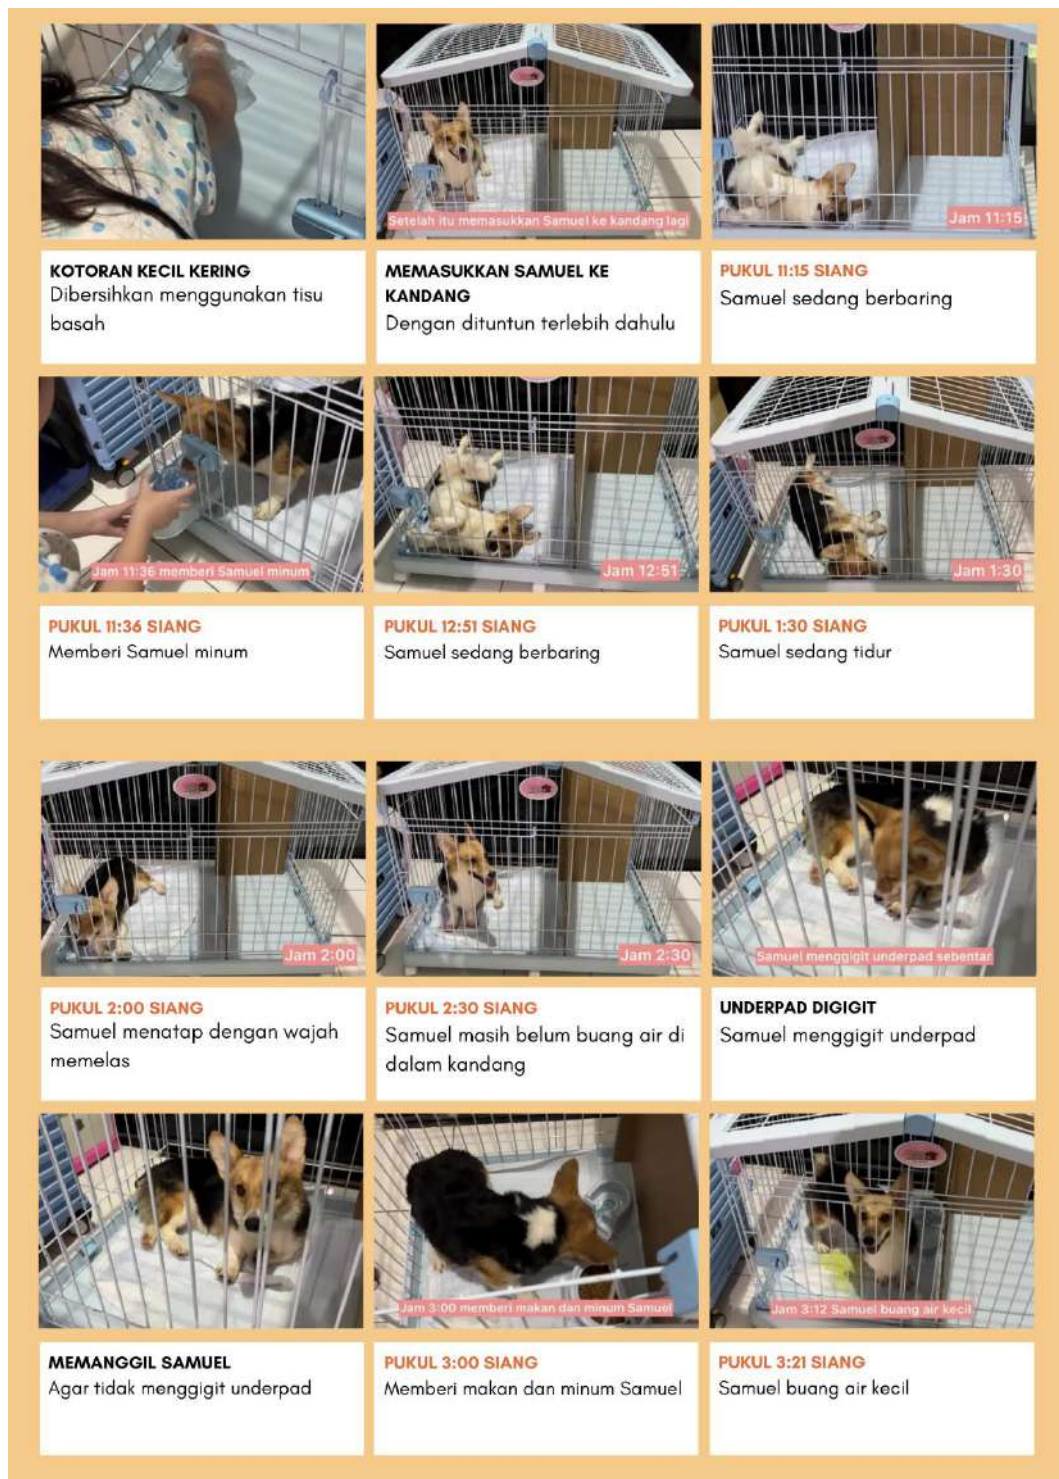 Setelah itu memasukkan Samuel ke kandang lagi
Jam 11:15
KOTORAN KECIL KERING
Dibersihkan menggunakan tisu
basah
MEMASUKKAN SAMUEL KE
KANDANG
Dengan dituntun terlebih dahulu
PUKUL 11:15 SIANG
Samuel sedang berbaring
Jam 11:36 memberi Samuel minum
Jam 12:51
Jam 1:30
PUKUL 11:36 SIANG
Memberi Samuel minum
PUKUL 12:51 SIANG
Samuel sedang berbaring
PUKUL 1:30 SIANG
Samuel sedang tidur
Jam 2:00
Jam 2:30
Samuel menggigit underpad sebentar
PUKUL 2:00 SIANG
Samuel menatap dengan wajah
memelas
PUKUL 2:30 SIANG
Samuel masih belum buang air di
dalam kandang
UNDERPAD DIGIGIT
Samuel menggigit underpad
Jam 3:00 memberi makan dan minum Samuel
Jam 3:12 Samuel buang air kecil
MEMANGGIL SAMUEL
Agar tidak menggigit underpad
PUKUL 3:00 SIANG
Memberi makan dan minum Samuel
PUKUL 3:21 SIANG
Samuel buang air kecil